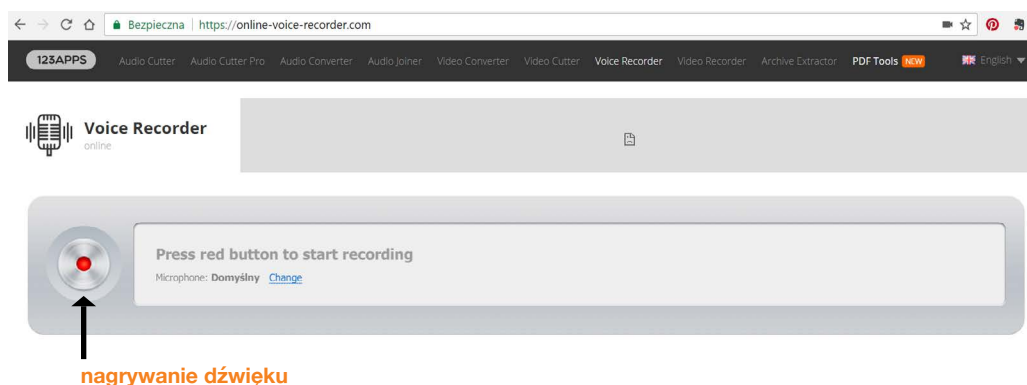 Bezpieczna | https://online-voice-recorder.com
123APPS Audio Cutter Audio Cutter Pro Audio Converter Audio Joiner Video Converter Video Cutter Voice Recorder Video Recorder Archive Extractor PDF Tools NEW English
Voice Recorder
online
Press red button to start recording
Microphone: Domyślny Change
nagrywanie dźwięku